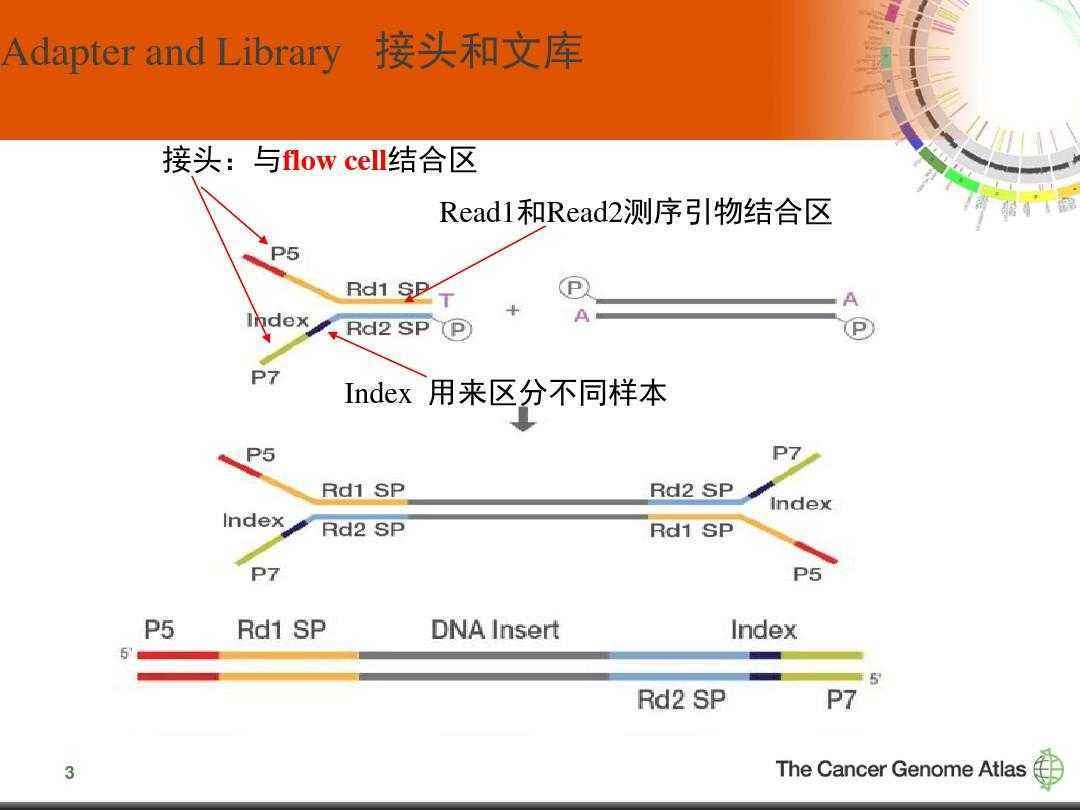 Adapter and Library 接头和文库
接头：与flow cell结合区
Read1和Read2测序引物结合区
P5
Rd1 SP
T
P
A
+
Index
Rd2 SP
P
A
P
P7
Index 用来区分不同样本
P5
P7
Rd1 SP
Rd2 SP
Index
Index
Rd2 SP
Rd1 SP
P7
P5
P5
Rd1 SP
DNA Insert
Index
5'
5'
Rd2 SP
P7
3
The Cancer Genome Atlas